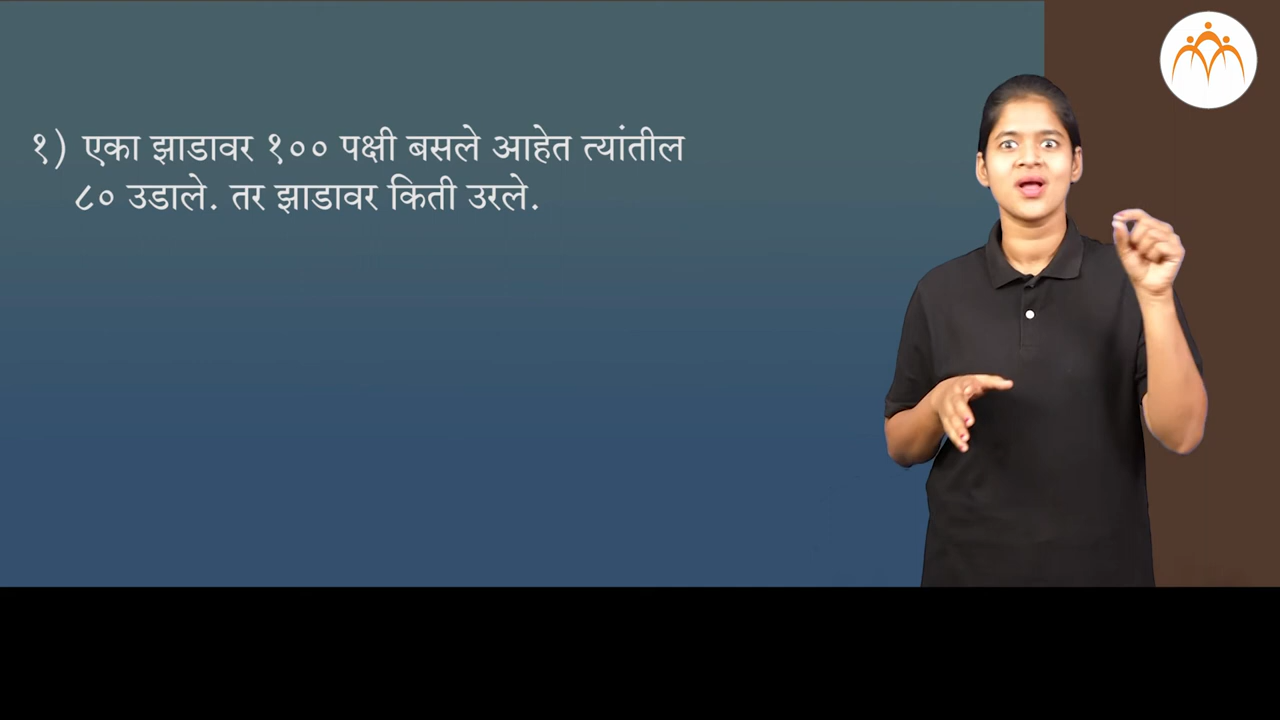 १) एका झाडावर १०० पक्षी बसले आहेत त्यांतील
८० उडाले. तर झाडावर किती उरले.